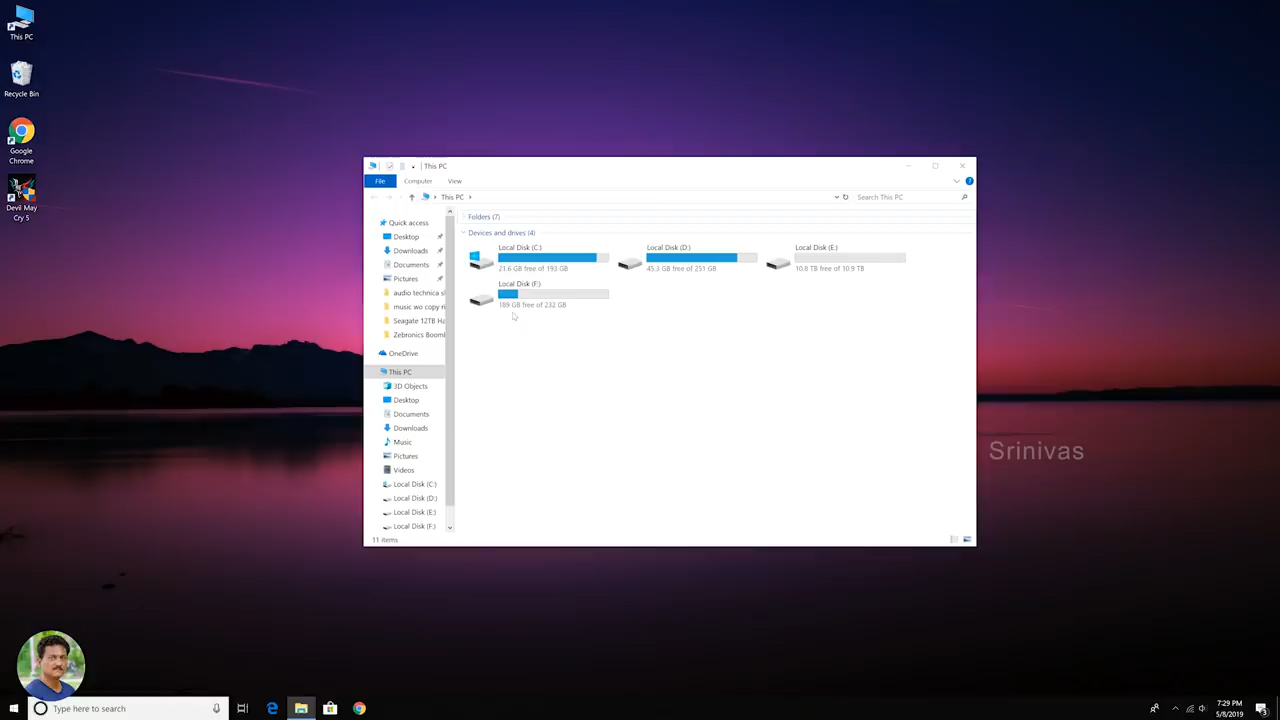 This PC
Recycle Bin
Google
Chrome
Devil May
Cry 5
This PC
File
Computer
View
This PC
Search This PC
Quick access
Desktop
Downloads
Documents
Pictures
audio technica s
music wo copy ri
Seagate 12TB Ha
Zebronics Boom
OneDrive
This PC
3D Objects
Desktop
Documents
Downloads
Music
Pictures
Videos
Local Disk (C:)
Local Disk (D:)
Local Disk (E:)
Local Disk (F:)
Folders (7)
Devices and drives (4)
Local Disk (C:)
21.6 GB free of 193 GB
Local Disk (D:)
45.3 GB free of 251 GB
Local Disk (E:)
10.8 TB free of 10.9 TB
Local Disk (F:)
189 GB free of 232 GB
11 items
Srinivas
Type here to search
7:29 PM
5/8/2019
3